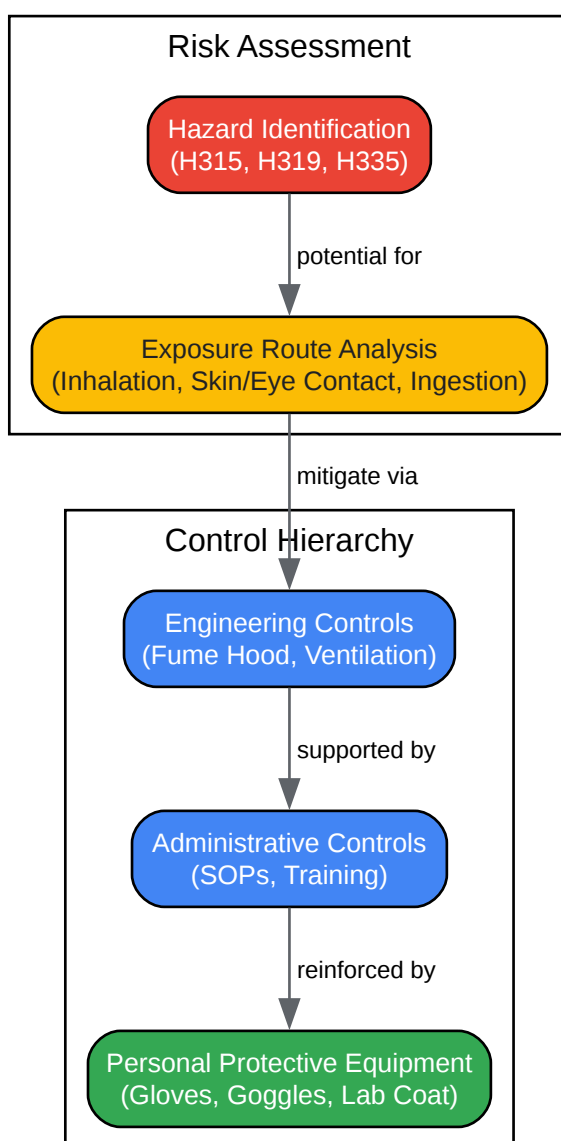 Risk Assessment
Hazard Identification
(H315, H319, H335)
potential for
Exposure Route Analysis
(Inhalation, Skin/Eye Contact, Ingestion)
mitigate via
Control Hierarchy
Engineering Controls
(Fume Hood, Ventilation)
supported by
Administrative Controls
(SOPs, Training)
reinforced by
Personal Protective Equipment
(Gloves, Goggles, Lab Coat)